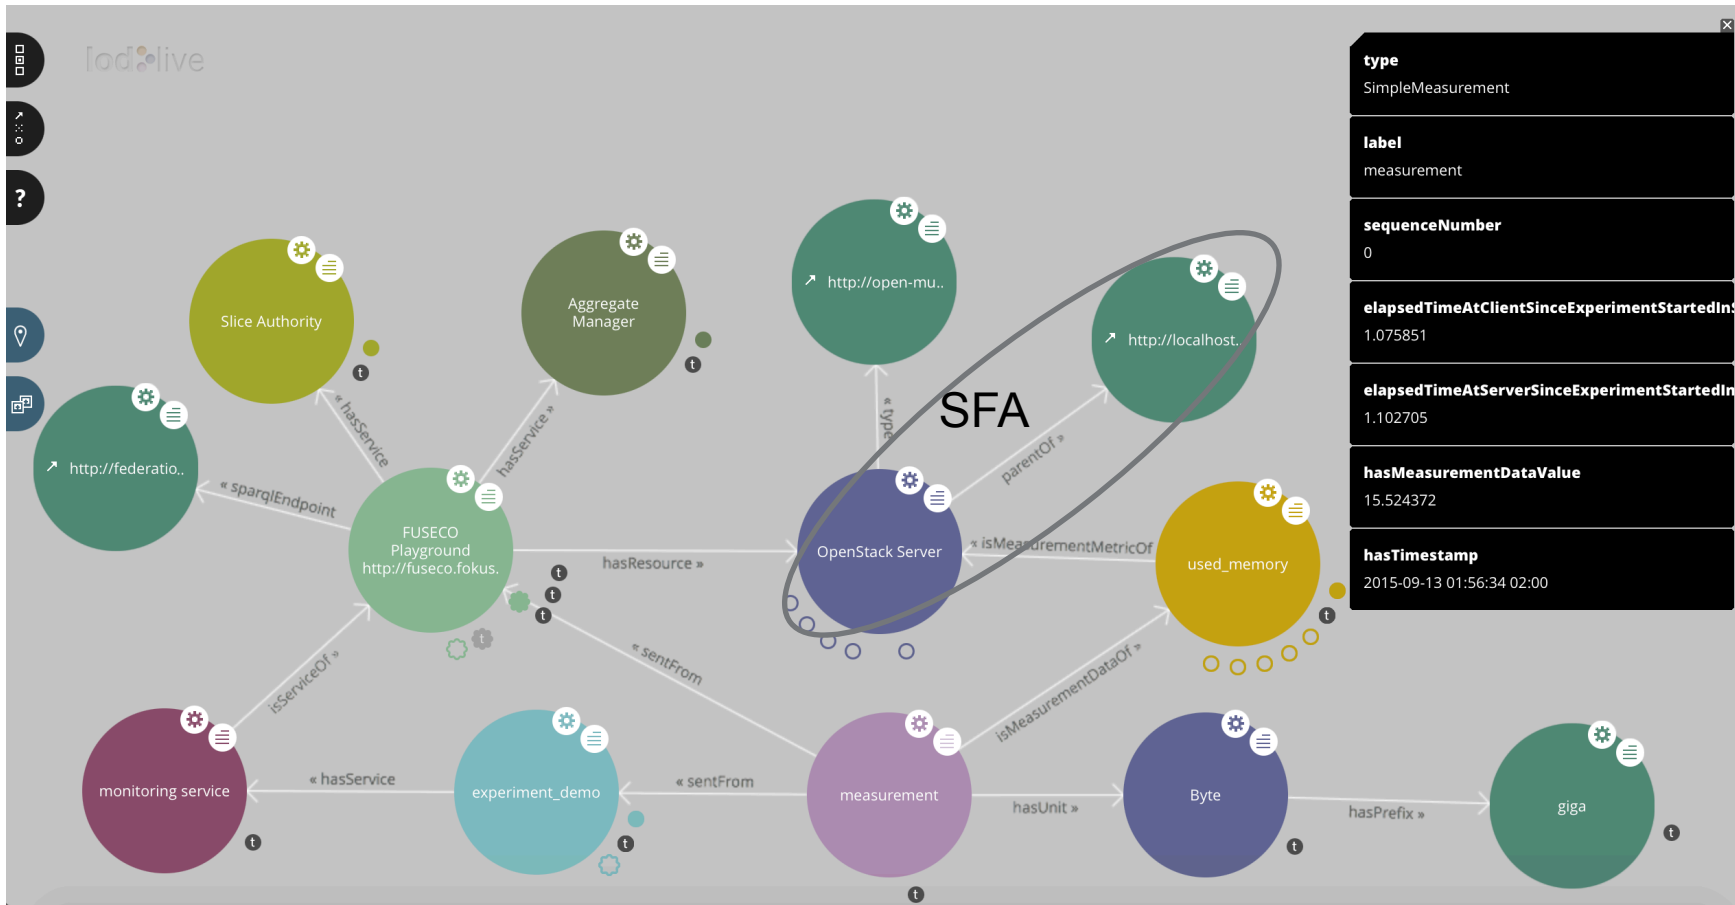 lod live
?
type
SimpleMeasurement
label
measurement
sequenceNumber
0
elapsedTimeAtClientSinceExperimentStartedInS
1.075851
elapsedTimeAtServerSinceExperimentStartedIn
1.102705
hasMeasurementDataValue
15.524372
hasTimestamp
2015-09-13 01:56:34 02:00
Slice Authority
t
Aggregate
Manager
t
http://open-mu..
http://localhost..
SFA
« hasService
hasService »
« type
parentOf »
http://federatio..
« sparqlEndpoint
FUSECO
Playground
http://fuseco.fokus.
t
t
t
t
hasResource »
OpenStack Server
« isMeasurementMetricOf
used_memory
t
isServiceOf »
« sentFrom
isMeasurementDataOf »
monitoring service
t
« hasService
experiment_demo
t
« sentFrom
measurement
t
hasUnit »
Byte
t
hasPrefix »
giga
t